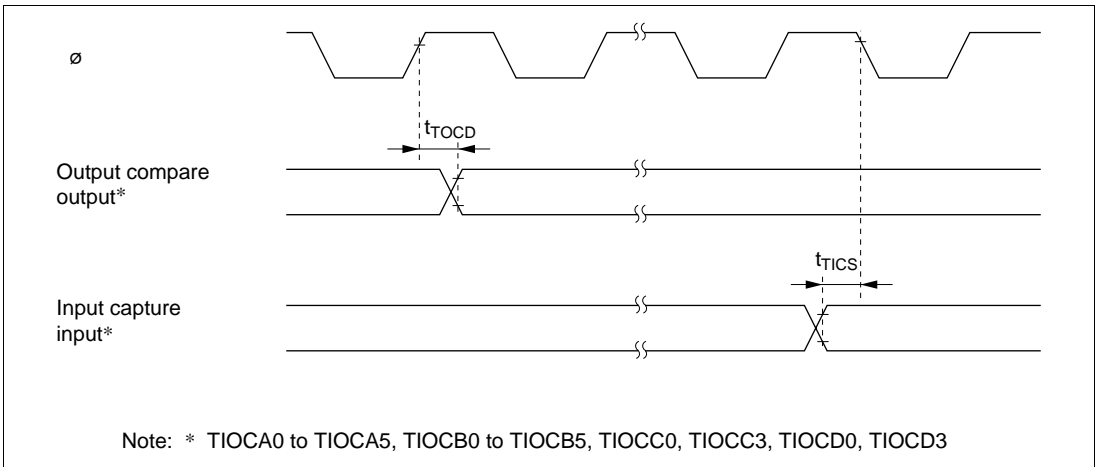 ø
tTOCD
Output compare
output*
tTICS
Input capture
input*
Note: * TIOCA0 to TIOCA5, TIOCB0 to TIOCB5, TIOCC0, TIOCC3, TIOCD0, TIOCD3